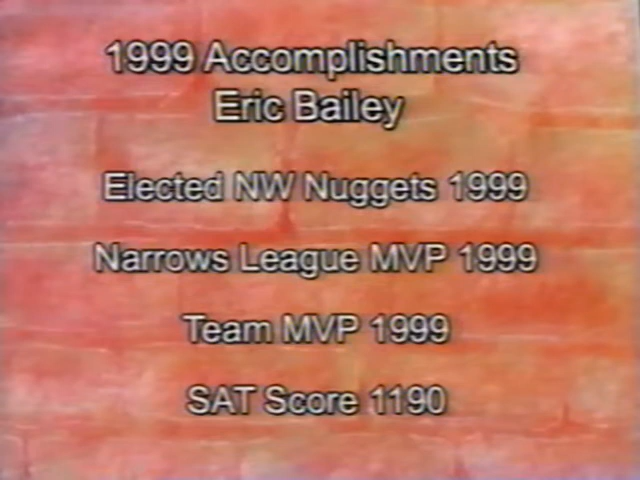 1999 Accomplishments
Eric Bailey
Elected NW Nuggets 1999
Narrows League MVP 1999
Team MVP 1999
SAT Score 1190